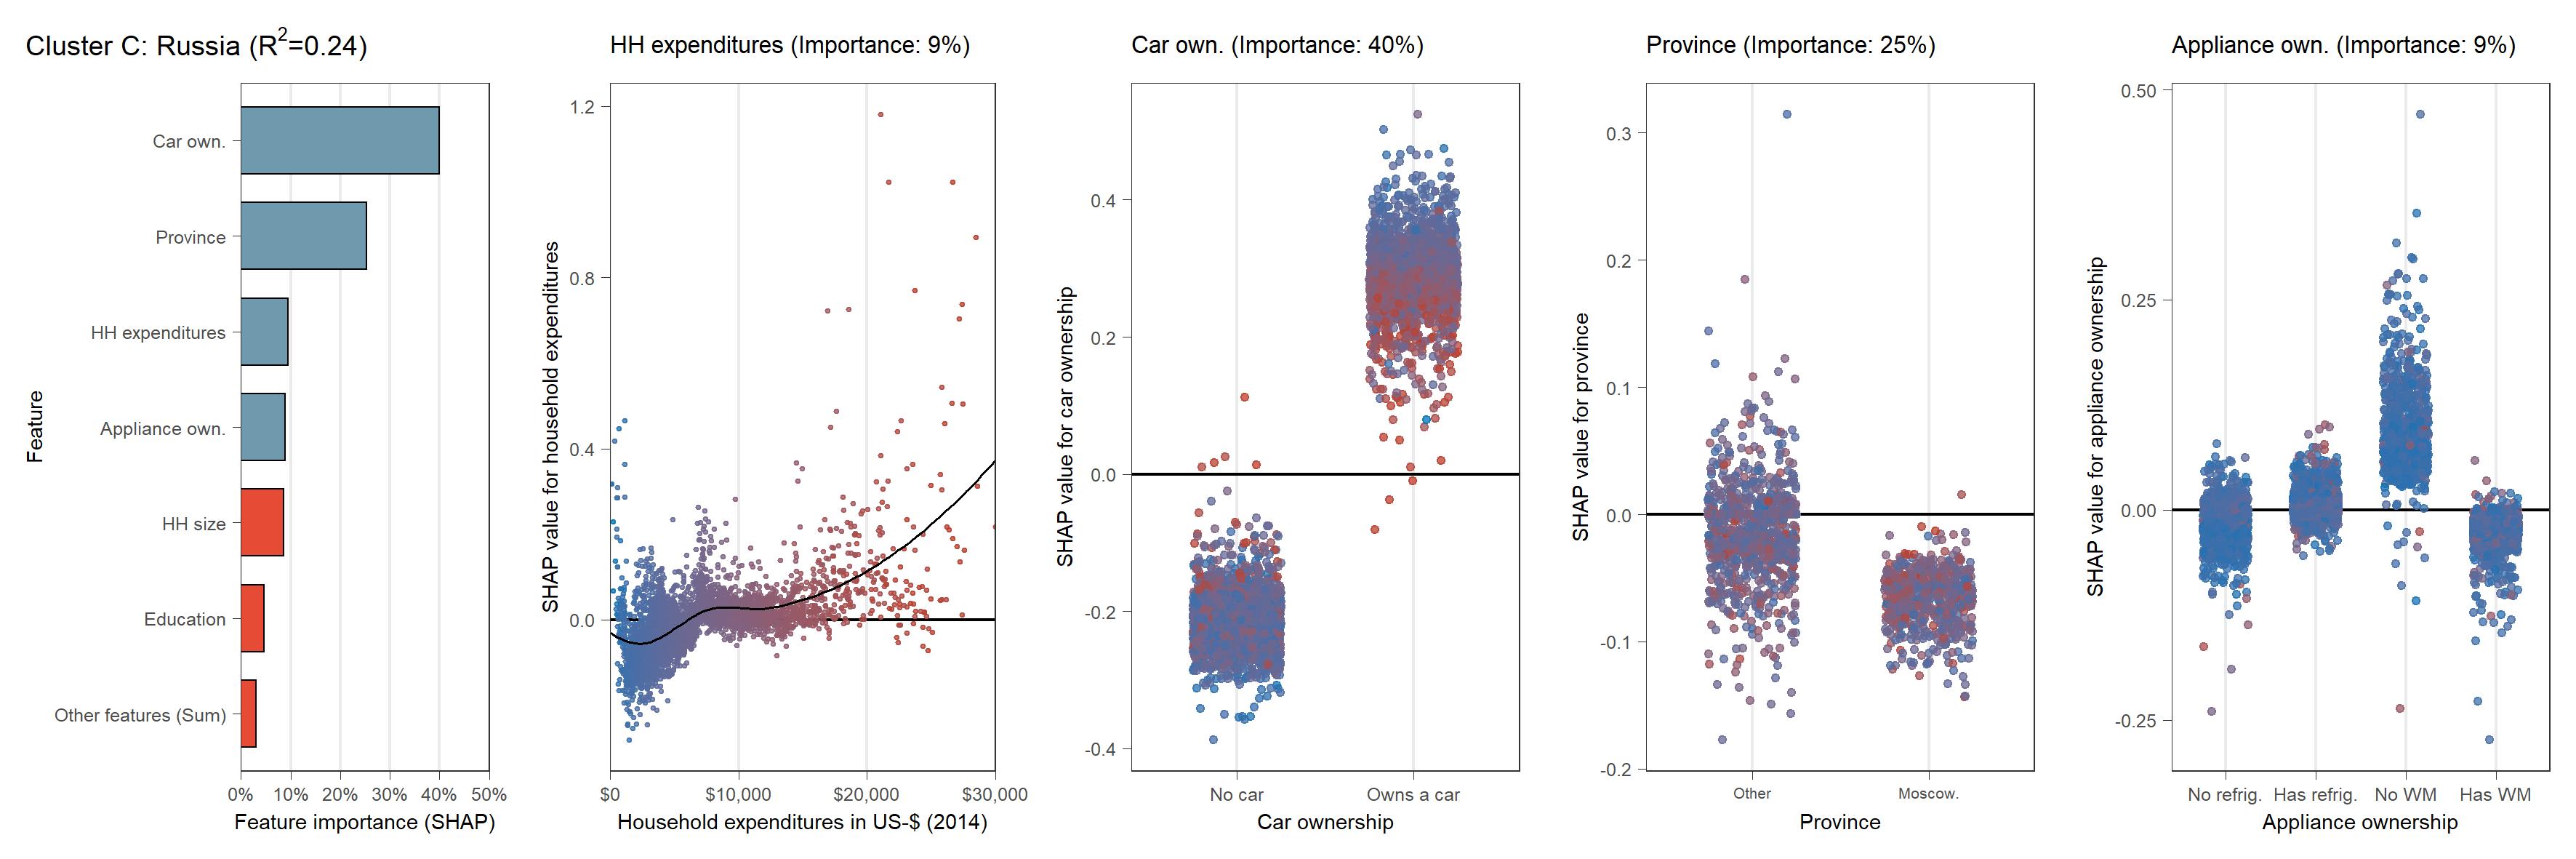 Cluster C: Russia (R²=0.24)
Feature
Car own.
Province
HH expenditures
Appliance own.
HH size
Education
Other features (Sum)
0% 10% 20% 30% 40% 50%
Feature importance (SHAP)
HH expenditures (Importance: 9%)
SHAP value for household expenditures
1.2
0.8
0.4
0.0
$0 $10,000 $20,000 $30,000
Household expenditures in US-$ (2014)
Car own. (Importance: 40%)
SHAP value for car ownership
0.4
0.2
0.0
-0.2
-0.4
No car Owns a car
Car ownership
Province (Importance: 25%)
SHAP value for province
0.3
0.2
0.1
0.0
-0.1
-0.2
Other Moscow.
Province
Appliance own. (Importance: 9%)
SHAP value for appliance ownership
0.50
0.25
0.00
-0.25
No refrig. Has refrig. No WM Has WM
Appliance ownership